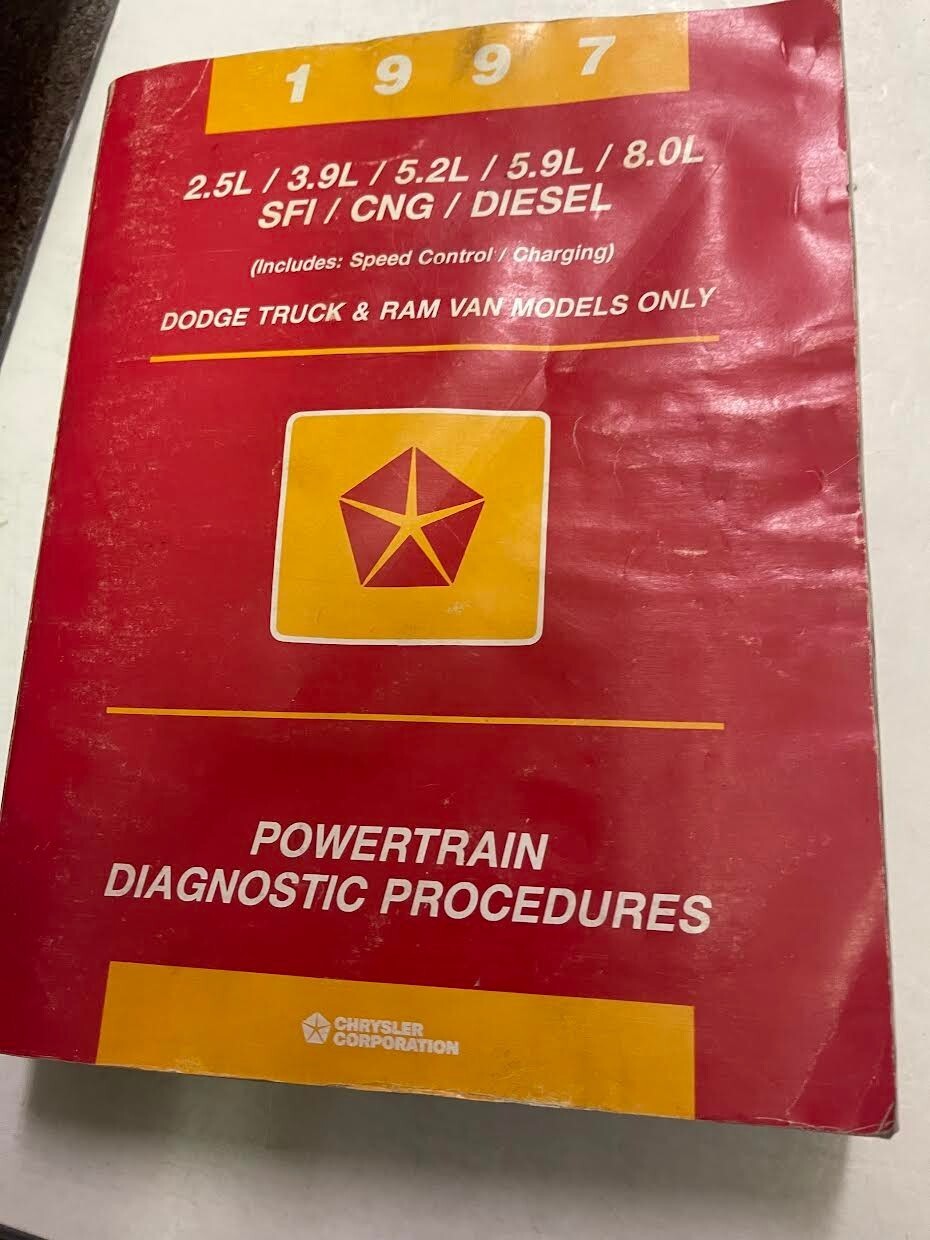 1 9 9 7
2.5L / 3.9L / 5.2L / 5.9L / 8.0L
SFI / CNG / DIESEL
(Includes: Speed Control / Charging)
DODGE TRUCK & RAM VAN MODELS ONLY
POWERTRAIN
DIAGNOSTIC PROCEDURES
CHRYSLER
CORPORATION